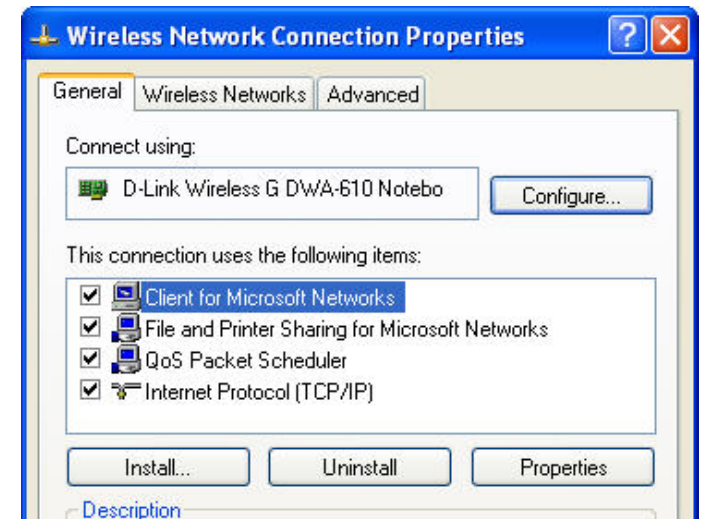 Wireless Network Connection Properties
General Wireless Networks Advanced
Connect using:
D-Link Wireless G DWA-610 Notebo Configure...
This connection uses the following items:
Client for Microsoft Networks
File and Printer Sharing for Microsoft Networks
QoS Packet Scheduler
Internet Protocol (TCP/IP)
Install... Uninstall Properties
Description